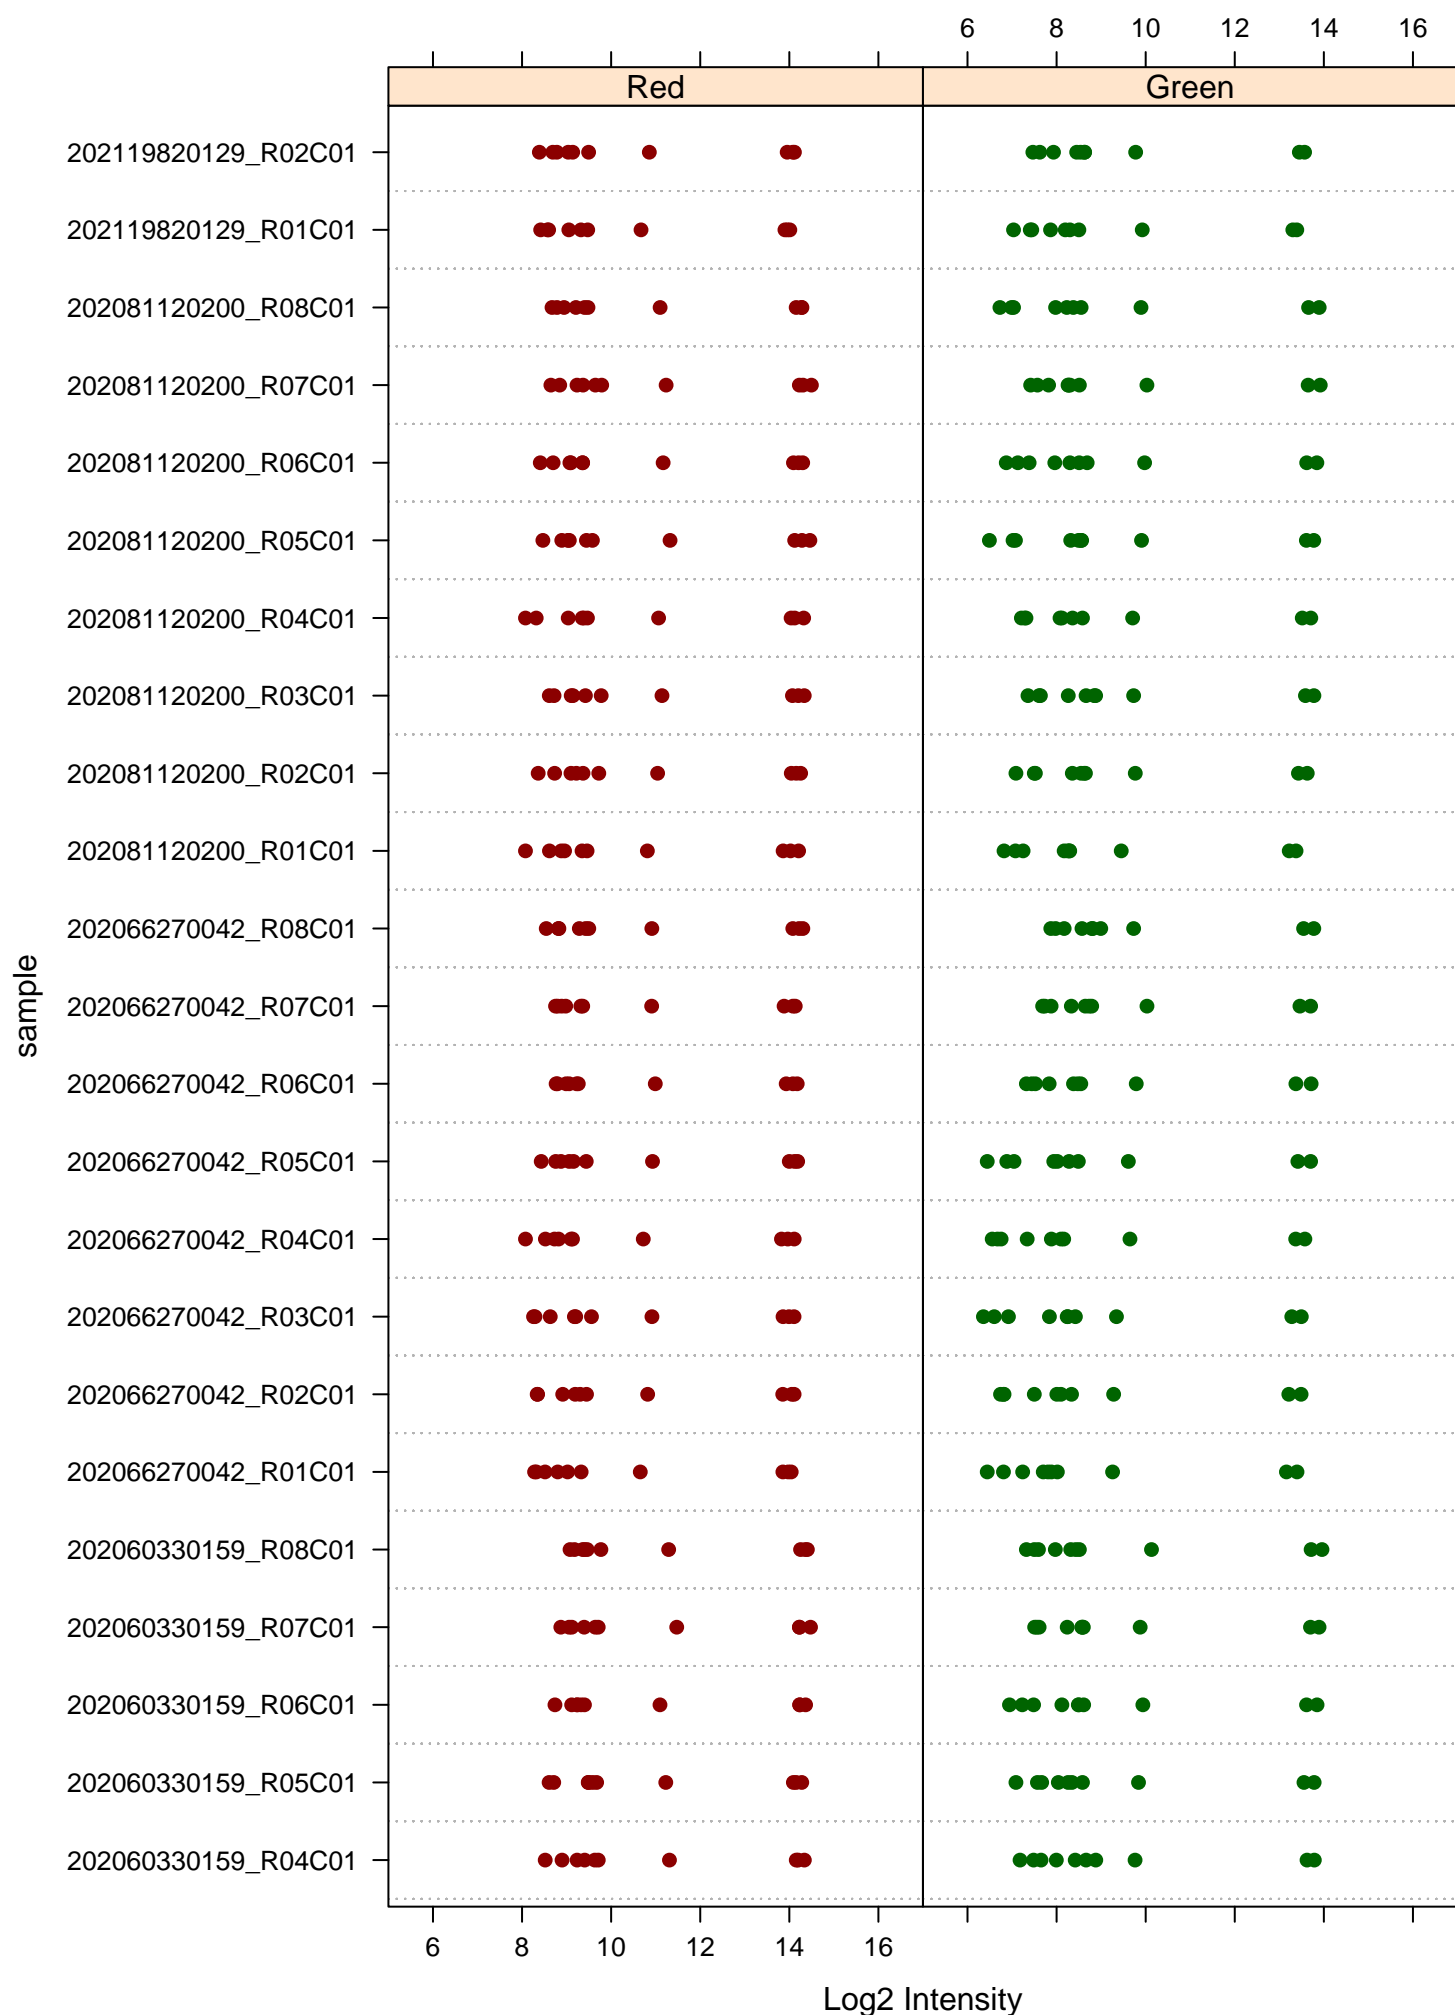 6 8 10 12 14 16
Red Green
202119820129_R02C01
202119820129_R01C01
202081120200_R08C01
202081120200_R07C01
202081120200_R06C01
202081120200_R05C01
202081120200_R04C01
202081120200_R03C01
202081120200_R02C01
202081120200_R01C01
202066270042_R08C01
sample
202066270042_R07C01
202066270042_R06C01
202066270042_R05C01
202066270042_R04C01
202066270042_R03C01
202066270042_R02C01
202066270042_R01C01
202060330159_R08C01
202060330159_R07C01
202060330159_R06C01
202060330159_R05C01
202060330159_R04C01
6 8 10 12 14 16
Log2 Intensity